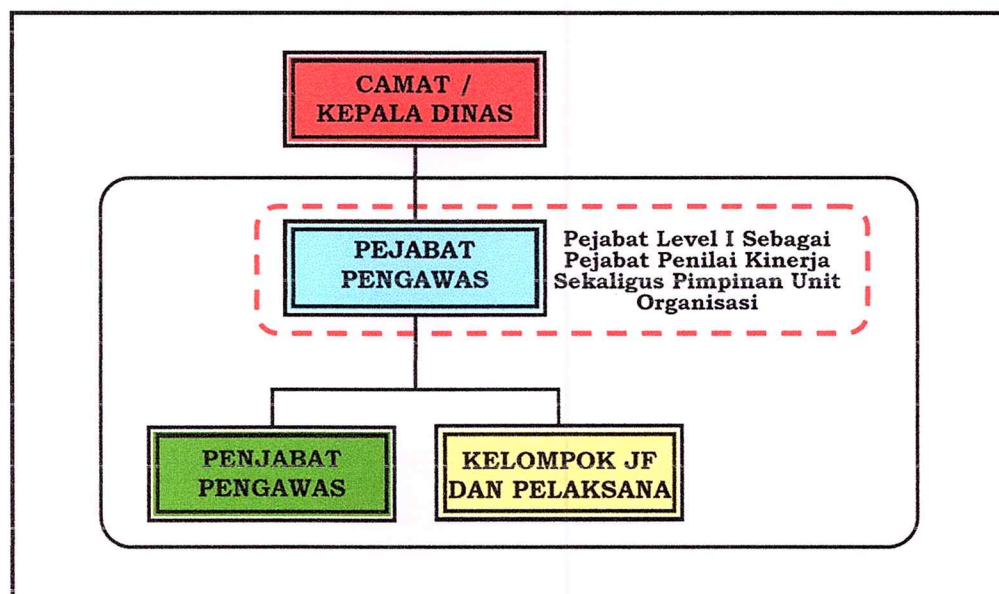 CAMAT /
KEPALA DINAS
PEJABAT
PENGAWAS
Pejabat Level I Sebagai
Pejabat Penilai Kinerja
Sekaligus Pimpinan Unit
Organisasi
PENJABAT
PENGAWAS
KELOMPOK JF
DAN PELAKSANA